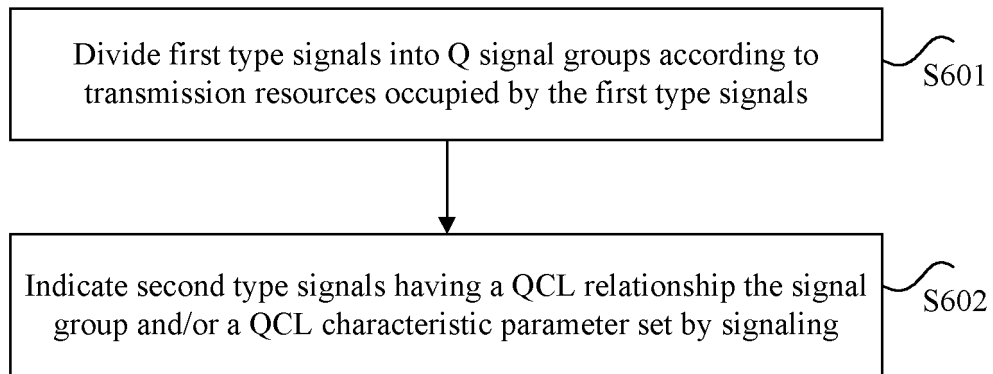 Divide first type signals into Q signal groups according to
transmission resources occupied by the first type signals
S601
Indicate second type signals having a QCL relationship the signal
group and/or a QCL characteristic parameter set by signaling
S602